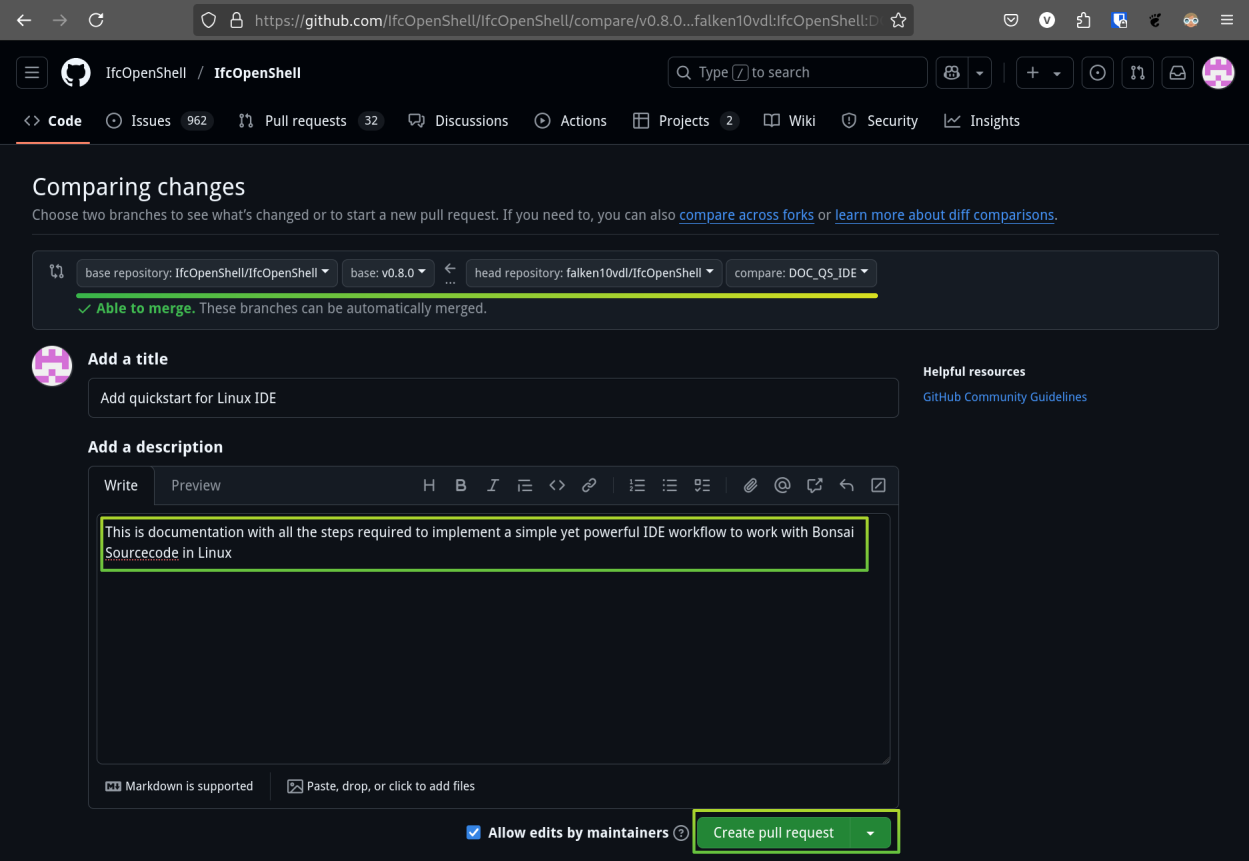 https://github.com/IfcOpenShell/IfcOpenShell/compare/v0.8.0...falken10vdl:IfcOpenShell:D
V
IfcOpenShell / IfcOpenShell
Type / to search
Code
Issues 962
Pull requests 32
Discussions
Actions
Projects 2
Wiki
Security
Insights
Comparing changes
Choose two branches to see what's changed or to start a new pull request. If you need to, you can also compare across forks or learn more about diff comparisons.
base repository: IfcOpenShell/IfcOpenShell
base: v0.8.0
...
head repository: falken10vdl/IfcOpenShell
compare: DOC_QS_IDE
Able to merge. These branches can be automatically merged.
Add a title
Add quickstart for Linux IDE
Helpful resources
GitHub Community Guidelines
Add a description
Write
Preview
This is documentation with all the steps required to implement a simple yet powerful IDE workflow to work with Bonsai
Sourcecode in Linux
Markdown is supported
Paste, drop, or click to add files
Allow edits by maintainers
Create pull request